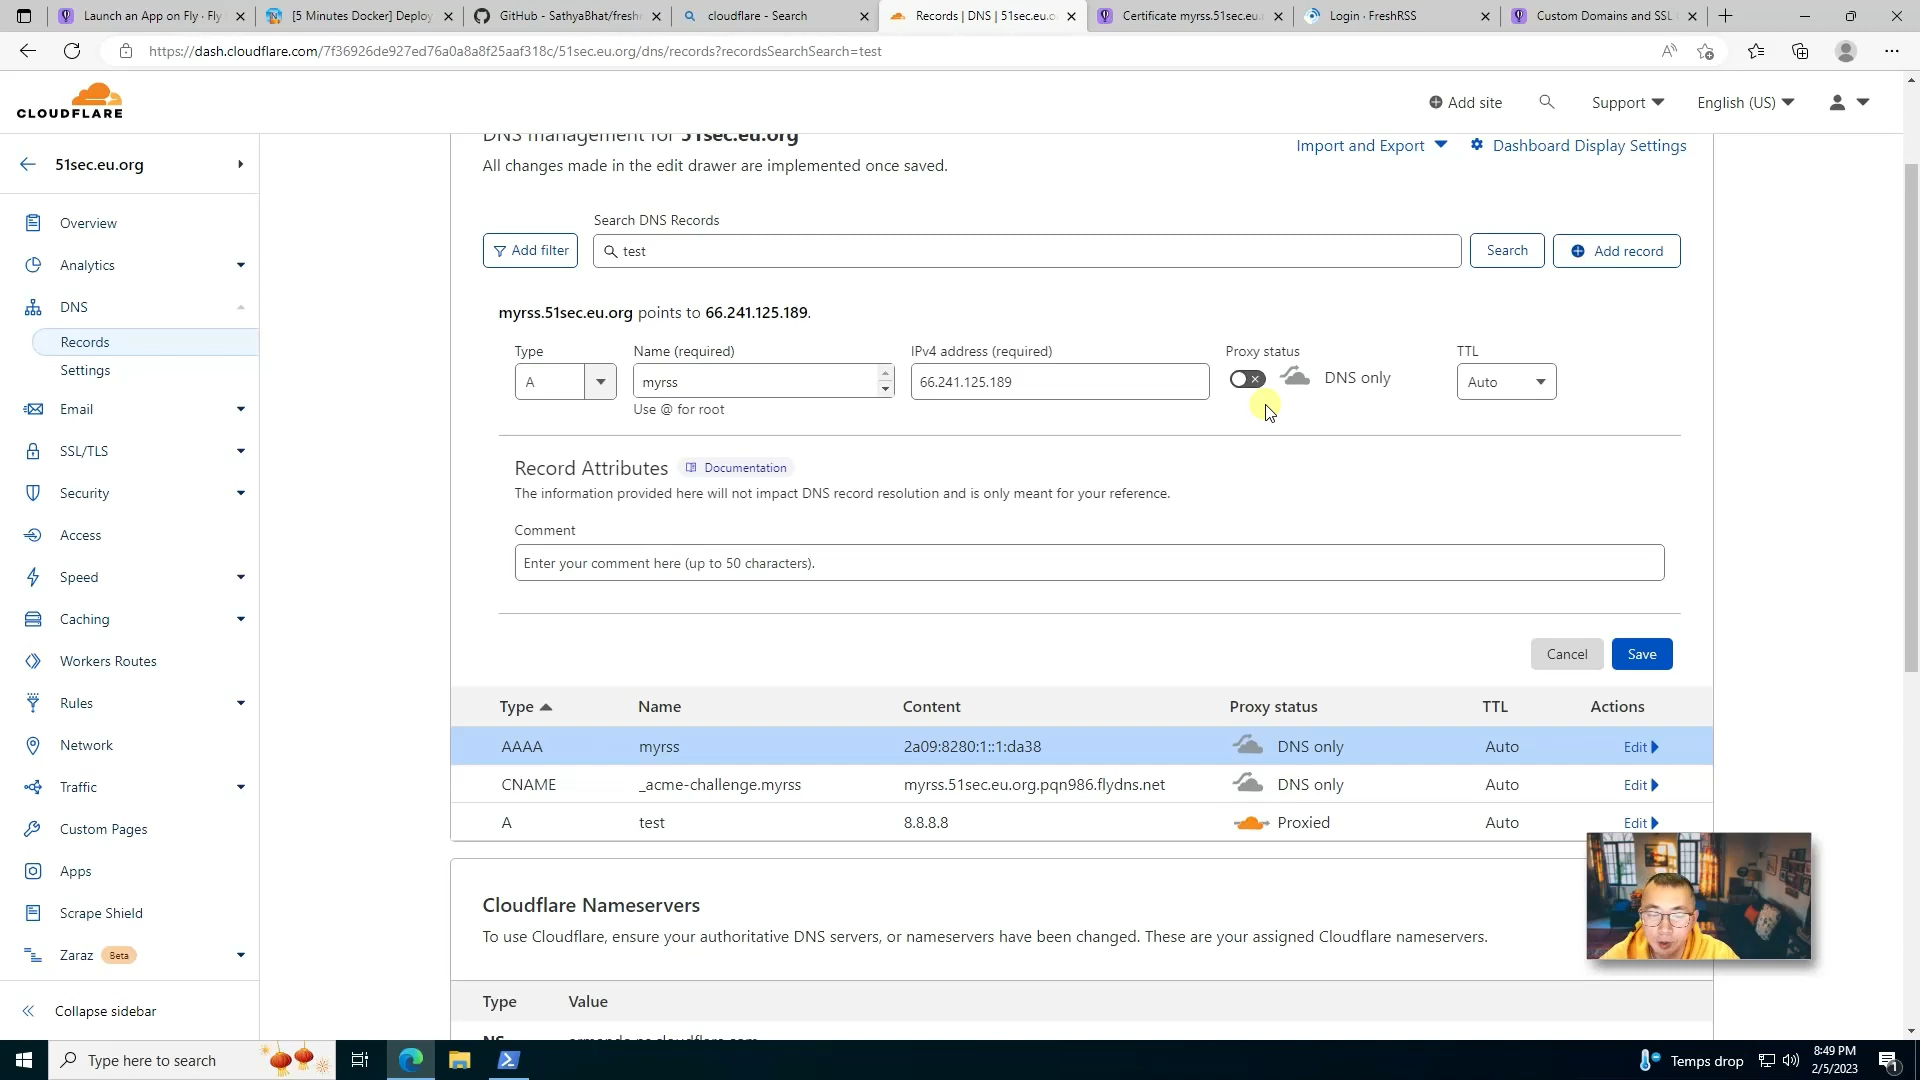 Launch an App on Fly · Fly
[5 Minutes Docker] Deploy
GitHub - SathyaBhat/freshr
cloudflare - Search
Records | DNS | 51sec.eu.o
Certificate myrss.51sec.eu.
Login · FreshRSS
Custom Domains and SSL
https://dash.cloudflare.com/7f36926de927ed76a0a8a8f25aaf318c/51sec.eu.org/dns/records?recordsSearchSearch=test
CLOUDFLARE
Add site
Support
English (US)
51sec.eu.org
Overview
Analytics
DNS
Records
Settings
Email
SSL/TLS
Security
Access
Speed
Caching
Workers Routes
Rules
Network
Traffic
Custom Pages
Apps
Scrape Shield
Zaraz Beta
Collapse sidebar
DNS management for 51sec.eu.org
All changes made in the edit drawer are implemented once saved.
Import and Export
Dashboard Display Settings
Search DNS Records
Add filter
test
Search
Add record
myrss.51sec.eu.org points to 66.241.125.189.
Type
Name (required)
IPv4 address (required)
Proxy status
TTL
A
myrss
66.241.125.189
DNS only
Auto
Use @ for root
Record Attributes
Documentation
The information provided here will not impact DNS record resolution and is only meant for your reference.
Comment
Enter your comment here (up to 50 characters).
Cancel
Save
Type Name Content Proxy status TTL Actions
AAAA myrss 2a09:8280:1::1:da38 DNS only Auto Edit
CNAME _acme-challenge.myrss myrss.51sec.eu.org.pqn986.flydns.net DNS only Auto Edit
A test 8.8.8.8 Proxied Auto Edit
Cloudflare Nameservers
To use Cloudflare, ensure your authoritative DNS servers, or nameservers have been changed. These are your assigned Cloudflare nameservers.
Type Value
NS
Type here to search
Temps drop
8:49 PM
2/5/2023
1